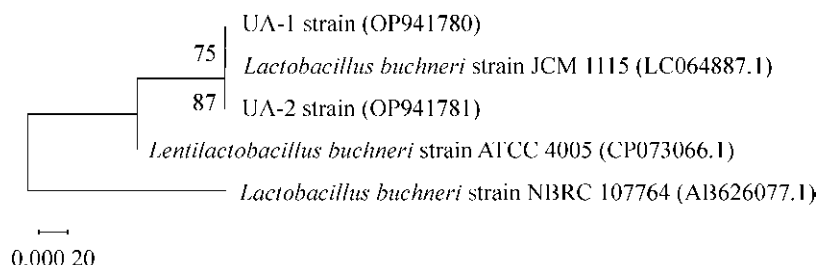 UA-1 strain (OP941780)
75
Lactobacillus buchneri strain JCM 1115 (LC064887.1)
87
UA-2 strain (OP941781)
Lentilactobacillus buchneri strain ATCC 4005 (CP073066.1)
Lactobacillus buchneri strain NBRC 107764 (AB626077.1)
0.000 20